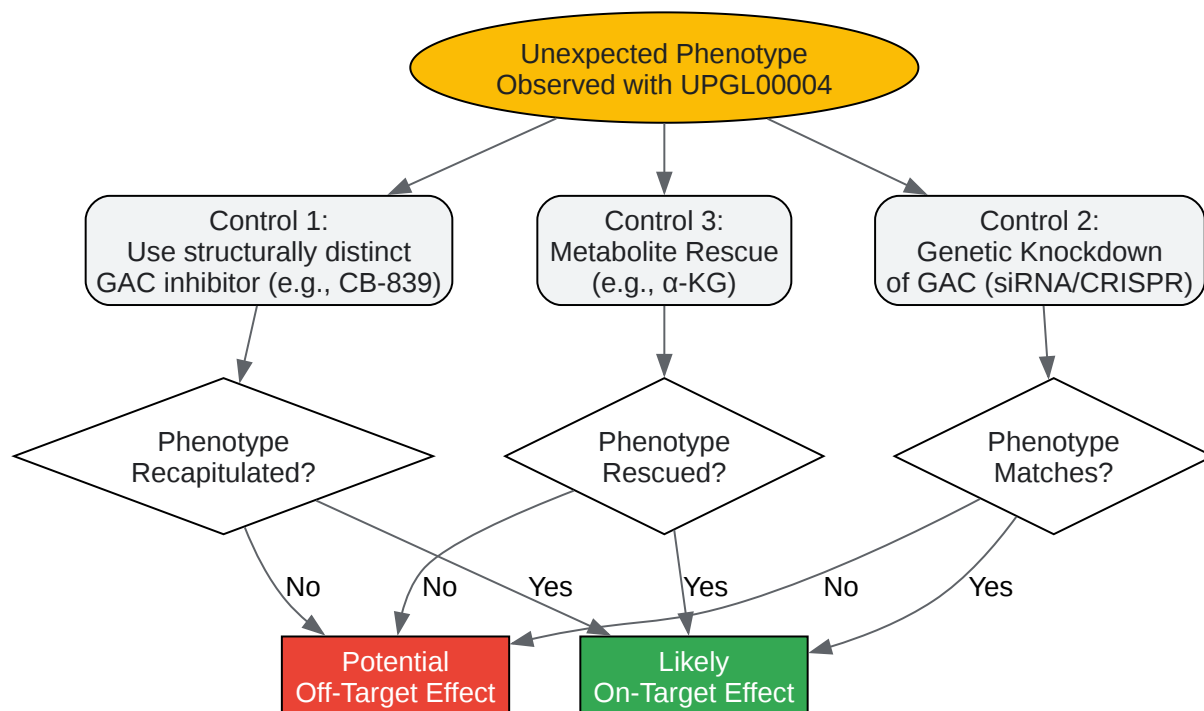 Unexpected Phenotype
Observed with UPGL00004
Control 1:
Use structurally distinct
GAC inhibitor (e.g., CB-839)
Control 3:
Metabolite Rescue
(e.g., α-KG)
Control 2:
Genetic Knockdown
of GAC (siRNA/CRISPR)
Phenotype
Recapitulated?
Phenotype
Rescued?
Phenotype
Matches?
No
Yes
No
Yes
No
Yes
Potential
Off-Target Effect
Likely
On-Target Effect